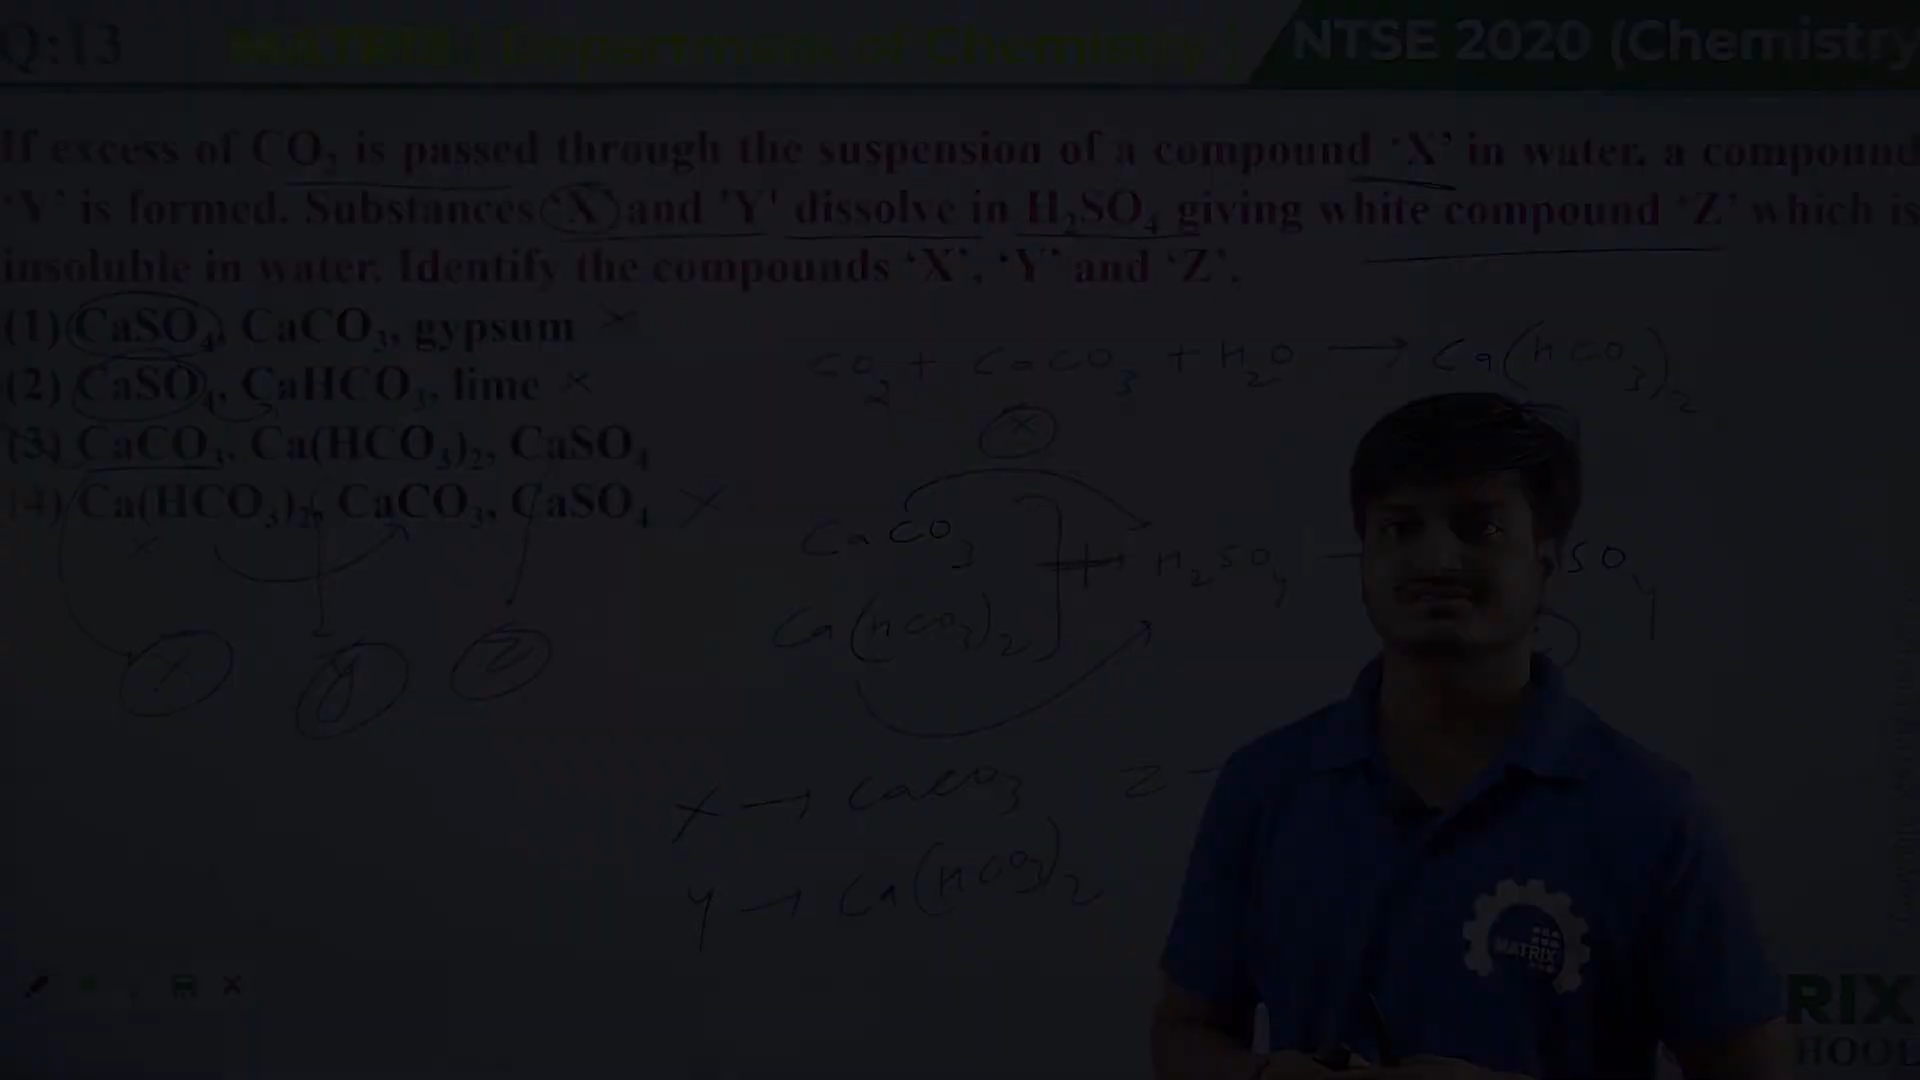 Q:13
MATRIX | Department of Chemistry |
NTSE 2020 (Chemistry
If excess of CO₂ is passed through the suspension of a compound ‘X’ in water, a compound
‘Y’ is formed. Substances ‘X’ and 'Y' dissolve in H₂SO₄ giving white compound ‘Z’ which is
insoluble in water. Identify the compounds ‘X’, ‘Y’ and ‘Z’.
(1) CaSO₄, CaCO₃, gypsum ×
(2) CaSO₄, CaHCO₃, lime ×
(3) CaCO₃, Ca(HCO₃)₂, CaSO₄
(4) Ca(HCO₃)₂, CaCO₃, CaSO₄ ×
×
X Y Z
CO₂ + CaCO₃ + H₂O → Ca(HCO₃)₂
X
CaCO₃
Ca(HCO₃)₂
+ H₂SO₄ — SO₄
X → CaCO₃ Z –
Y → Ca(HCO₃)₂
MATRIX
RIX
HOOL